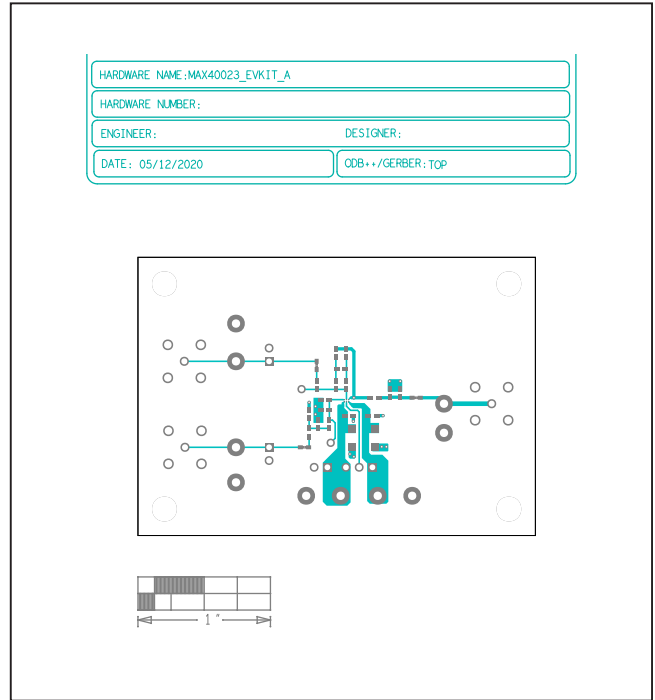 HARDWARE NAME:MAX40023_EVKIT_A
HARDWARE NUMBER:
ENGINEER: DESIGNER:
DATE: 05/12/2020 ODB++/GERBER:TOP
1"